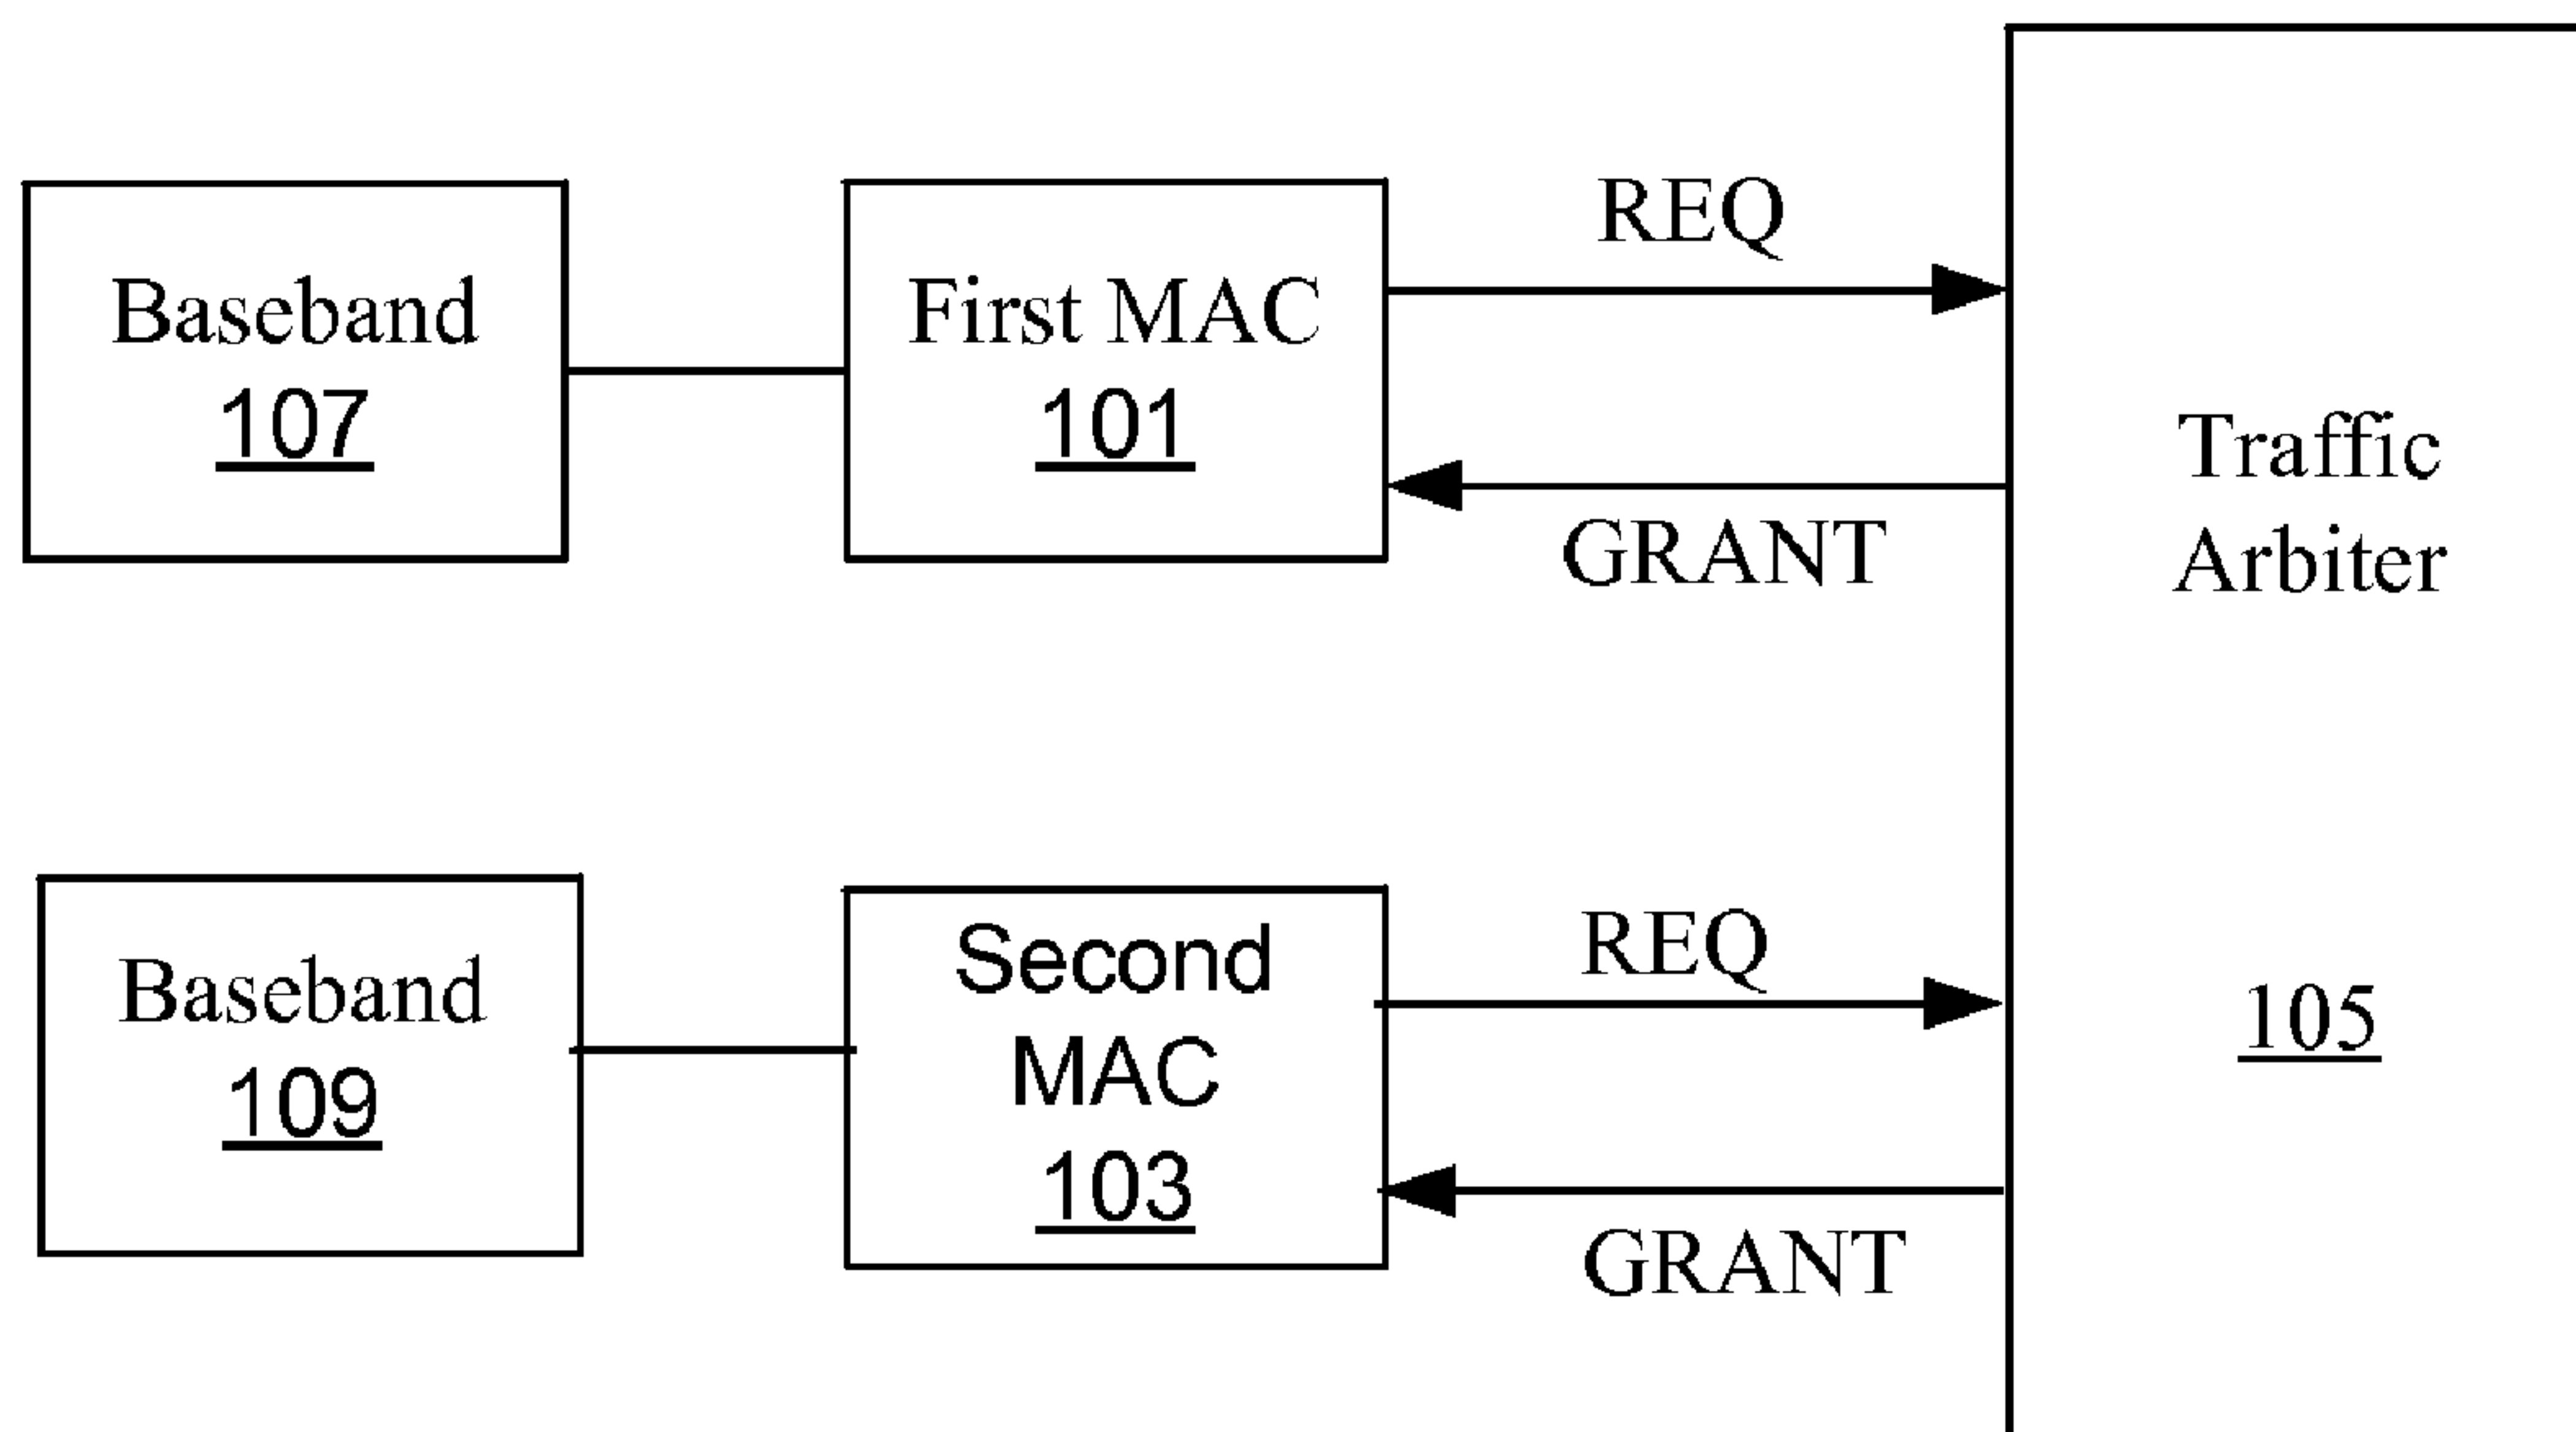 Baseband
107
First MAC
101
REQ
GRANT
Traffic
Arbiter
105
Baseband
109
Second
MAC
103
REQ
GRANT